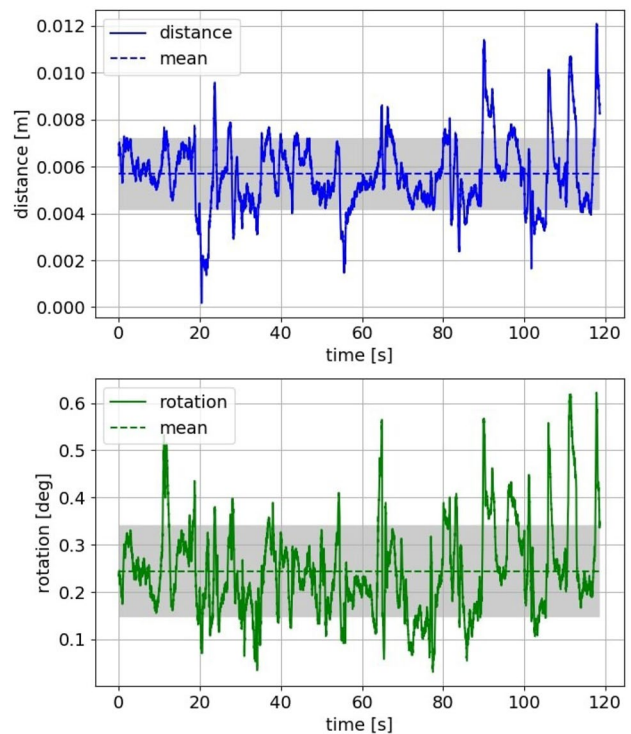 0.012
0.010
0.008
0.006
0.004
0.002
0.000
distance [m]
distance
mean
0 20 40 60 80 100 120
time [s]
0.6
0.5
0.4
0.3
0.2
0.1
rotation [deg]
rotation
mean
0 20 40 60 80 100 120
time [s]